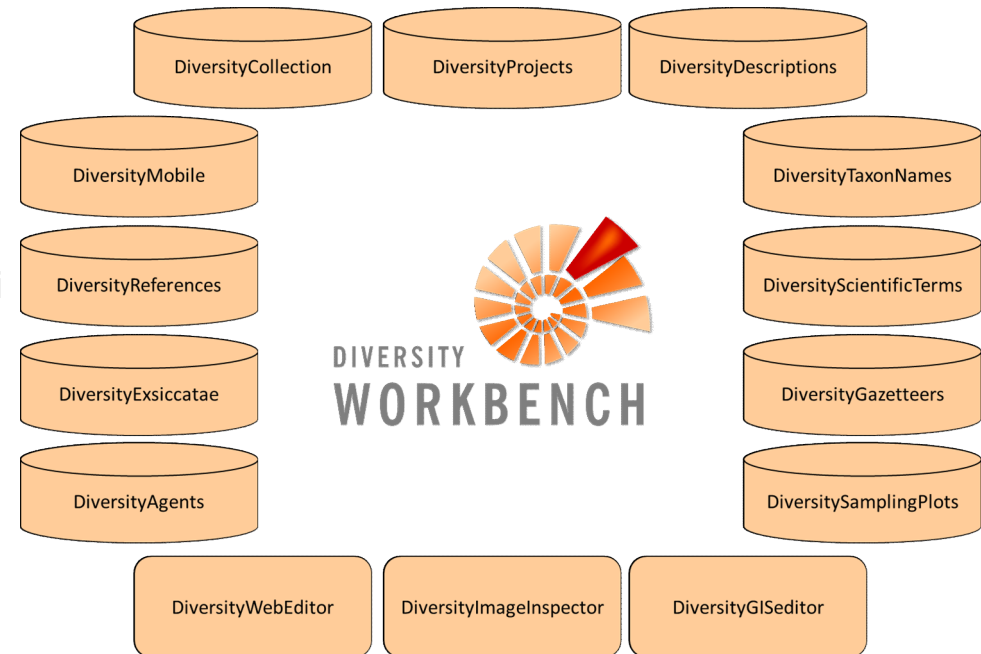 DiversityCollection
DiversityProjects
DiversityDescriptions
DiversityMobile
DiversityTaxonNames
DiversityReferences
DiversityScientificTerms
DIVERSITY
WORKBENCH
DiversityExsiccatae
DiversityGazetteers
DiversityAgents
DiversitySamplingPlots
DiversityWebEditor
DiversityImageInspector
DiversityGISeditor